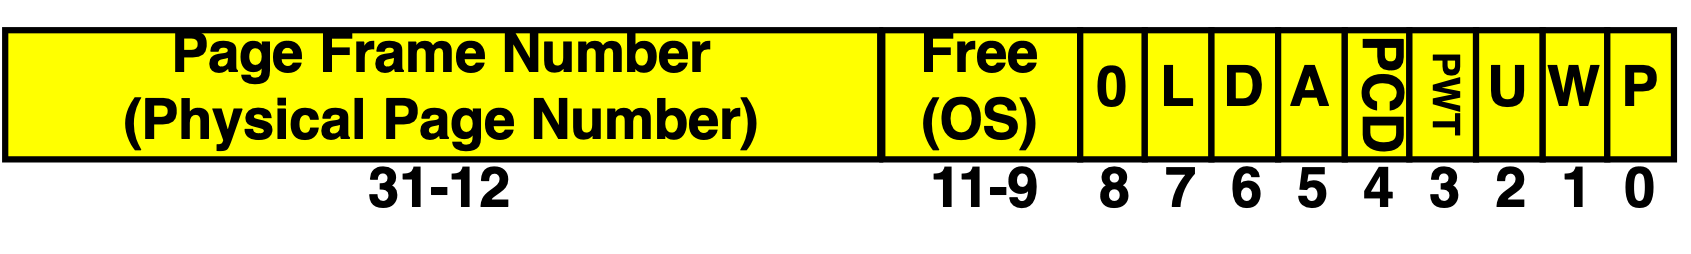 Page Frame Number
(Physical Page Number)
Free
(OS)
0 L D A PCD PWT U W P
31-12 11-9 8 7 6 5 4 3 2 1 0